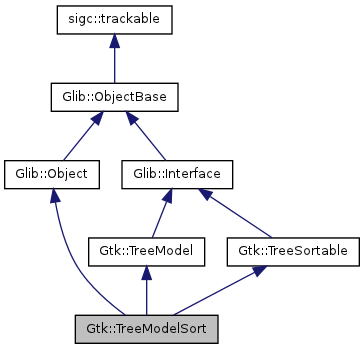 sigc::trackable
Glib::ObjectBase
Glib::Object
Glib::Interface
Gtk::TreeModel
Gtk::TreeSortable
Gtk::TreeModelSort